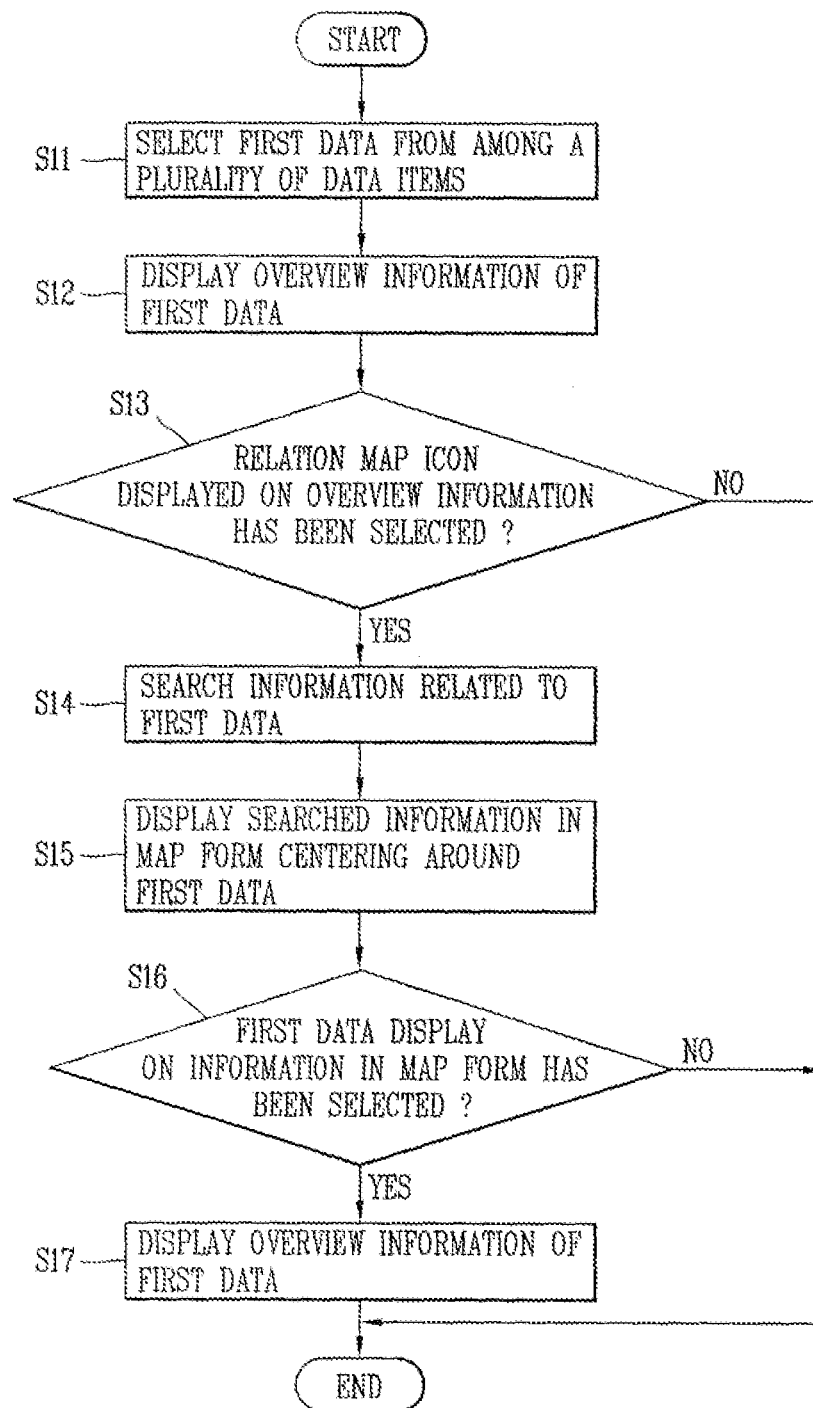 START
S11
SELECT FIRST DATA FROM AMONG A
PLURALITY OF DATA ITEMS
S12
DISPLAY OVERVIEW INFORMATION OF
FIRST DATA
S13
RELATION MAP ICON
DISPLAYED ON OVERVIEW INFORMATION
HAS BEEN SELECTED ?
NO
YES
S14
SEARCH INFORMATION RELATED TO
FIRST DATA
S15
DISPLAY SEARCHED INFORMATION IN
MAP FORM CENTERING AROUND
FIRST DATA
S16
FIRST DATA DISPLAY
ON INFORMATION IN MAP FORM HAS
BEEN SELECTED ?
NO
YES
S17
DISPLAY OVERVIEW INFORMATION OF
FIRST DATA
END